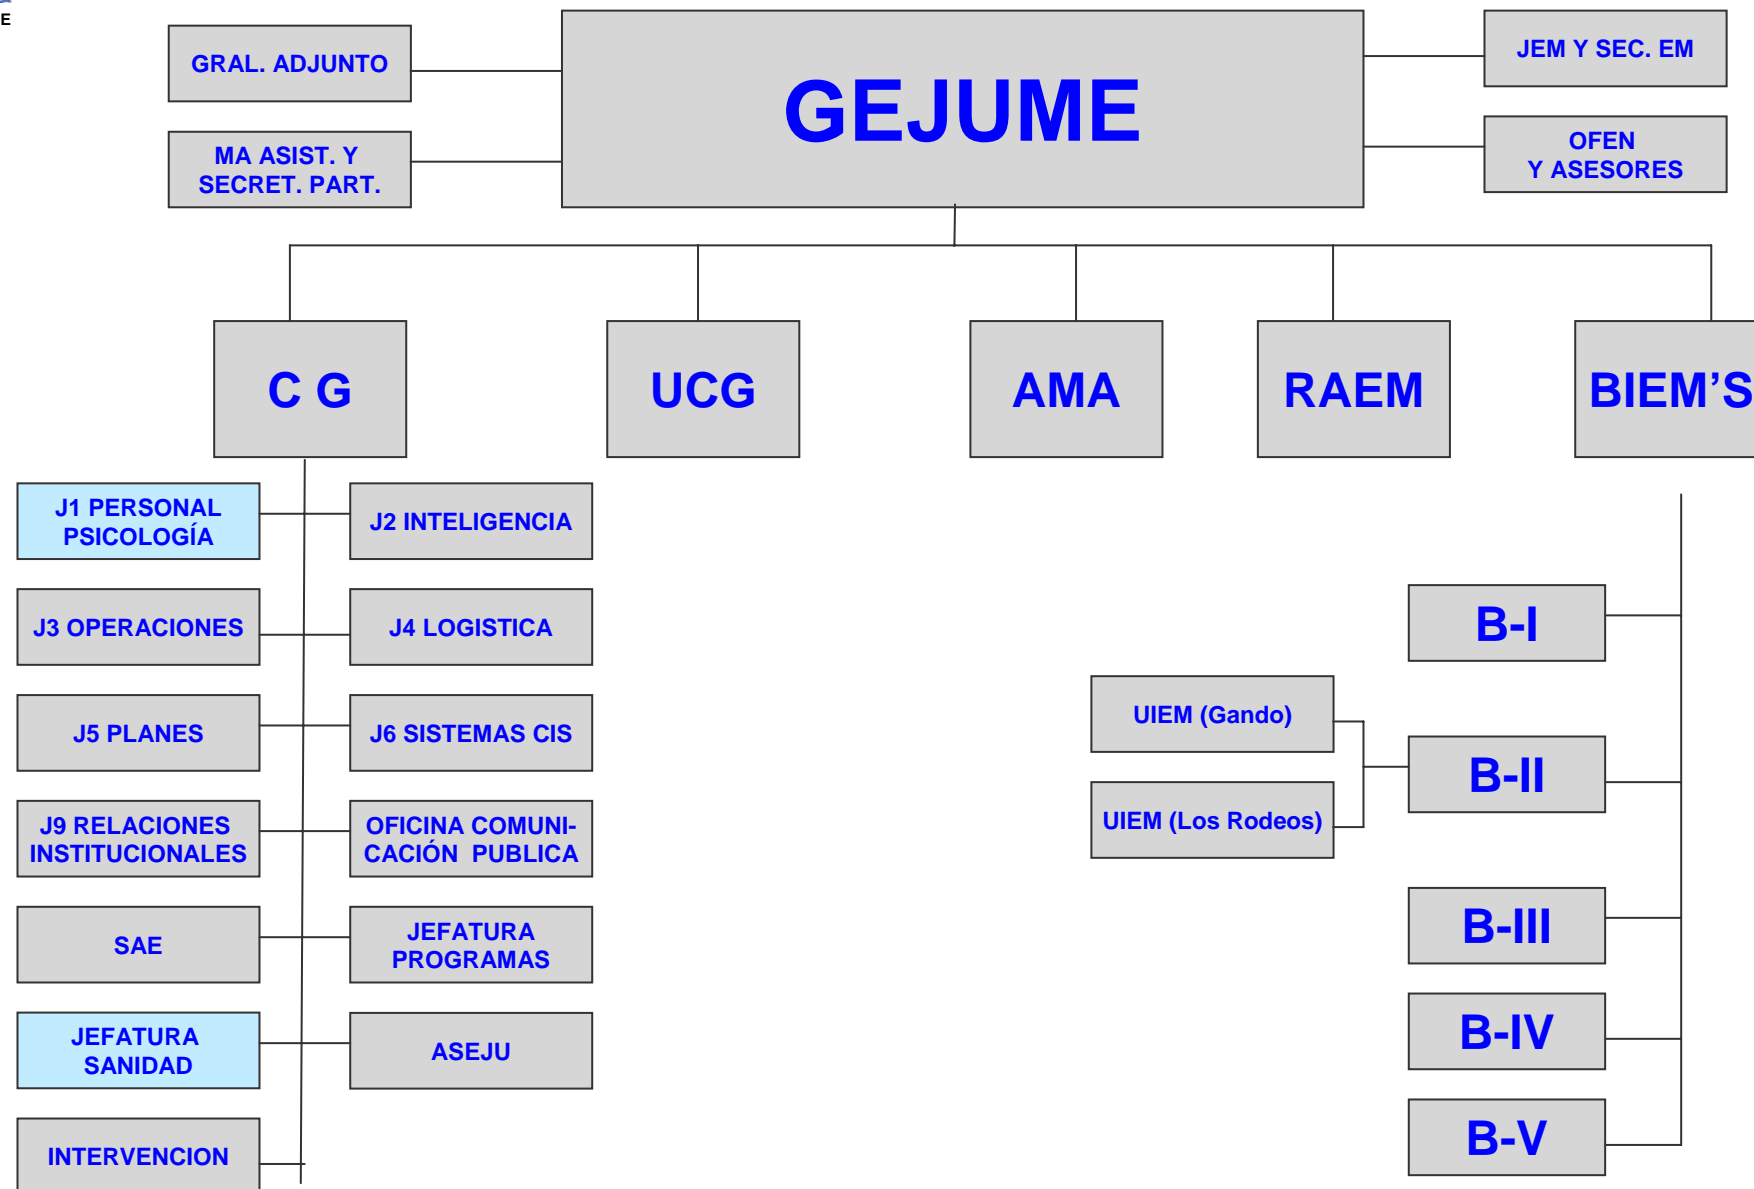 E
GRAL. ADJUNTO
MA ASIST. Y
SECRET. PART.
GEJUME
JEM Y SEC. EM
OFEN
Y ASESORES
C G
UCG
AMA
RAEM
BIEM’S
J1 PERSONAL
PSICOLOGÍA
J2 INTELIGENCIA
J3 OPERACIONES
J4 LOGISTICA
J5 PLANES
J6 SISTEMAS CIS
J9 RELACIONES
INSTITUCIONALES
OFICINA COMUNI-
CACIÓN PUBLICA
SAE
JEFATURA
PROGRAMAS
JEFATURA
SANIDAD
ASEJU
INTERVENCION
B-I
UIEM (Gando)
B-II
UIEM (Los Rodeos)
B-III
B-IV
B-V